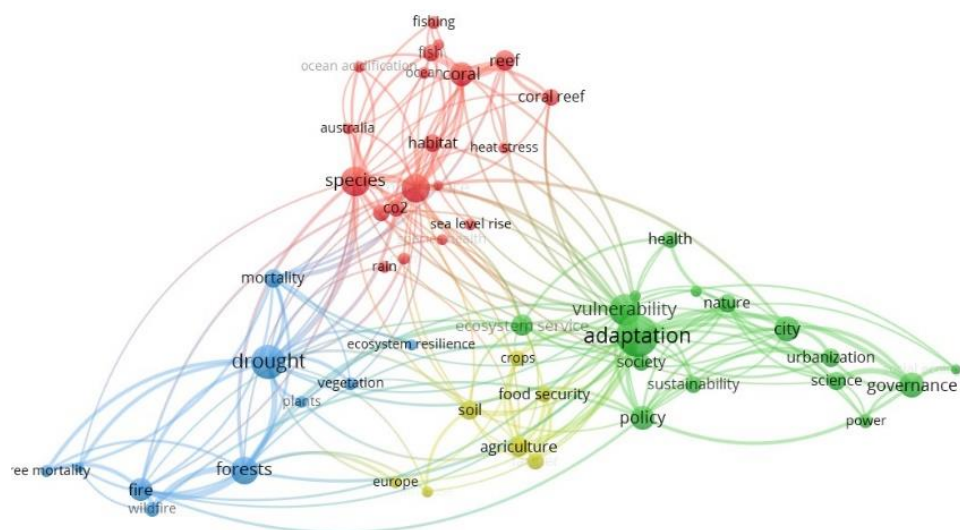 fishing
fish
reef
ocean acidification
ocean
coral
coral reef
australia
habitat
heat stress
species
co2
sea level rise
health
rain
mortality
nature
vulnerability
ecosystem service
city
adaptation
ecosystem resilience
crops
society
urbanization
drought
vegetation
sustainability
science
governance
plants
food security
soil
policy
power
agriculture
ree mortality
forests
europe
fire
wildfire